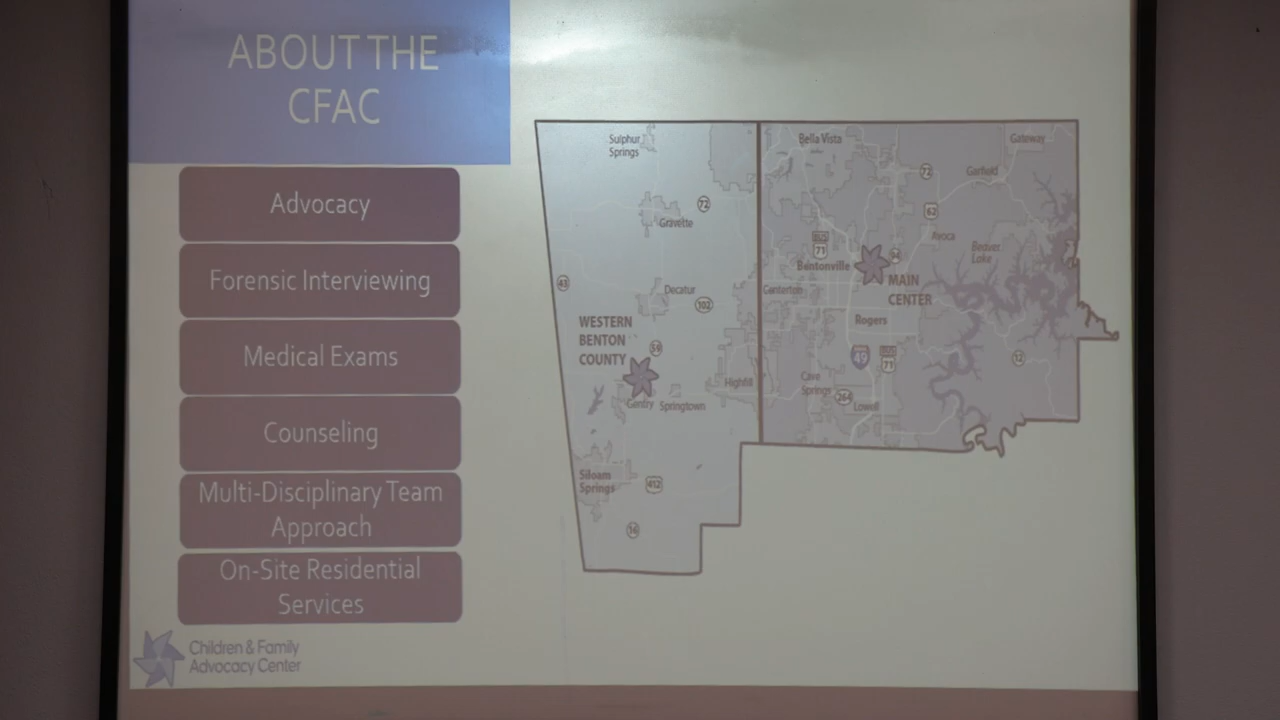 ABOUT THE
CFAC
Advocacy
Forensic Interviewing
Medical Exams
Counseling
Multi-Disciplinary Team
Approach
On-Site Residential
Services
Children & Family
Advocacy Center
Sulphur
Springs
72
Gravette
43
Decatur
102
WESTERN
BENTON
COUNTY
59
Highfill
Gentry
Springtown
Siloam
Springs
412
16
Bella Vista
Gateway
72
Garfield
62
BUS
71
Avoca
Beaver
Lake
Bentonville
MAIN
CENTER
Centerton
Rogers
49
BUS
71
12
Cave
Springs
264
Lowell